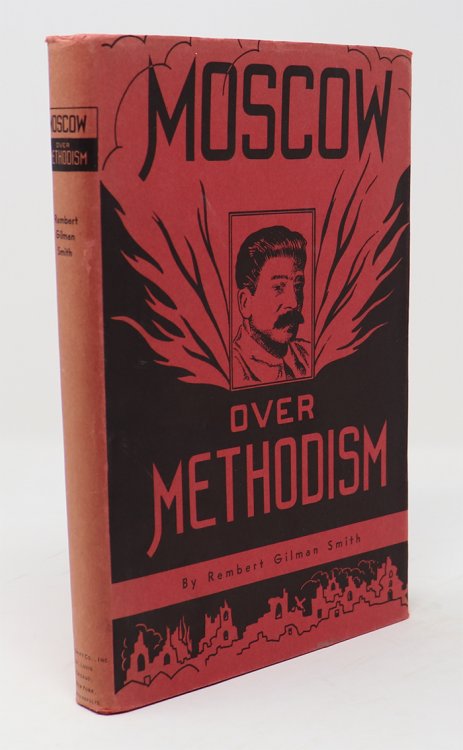 MOSCOW
OVER
METHODISM
Rembert
Gilman
Smith
MOSCOW
OVER
METHODISM
By Rembert Gilman Smith